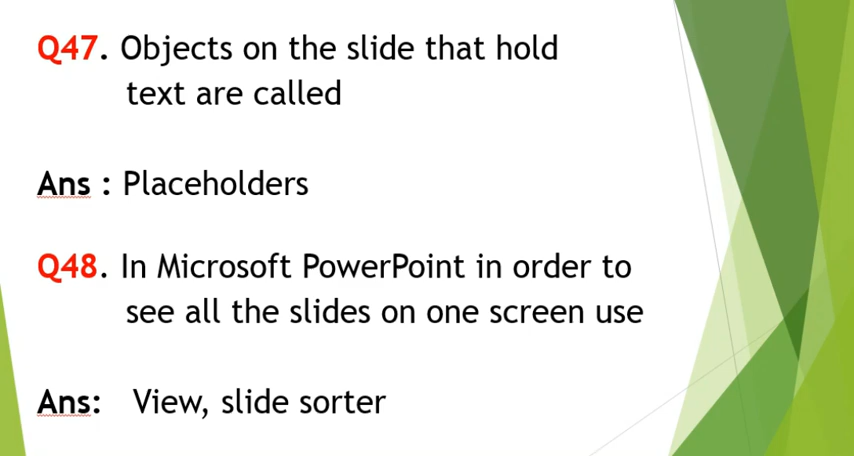 Q47. Objects on the slide that hold
text are called
Ans : Placeholders
Q48. In Microsoft PowerPoint in order to
see all the slides on one screen use
Ans: View, slide sorter